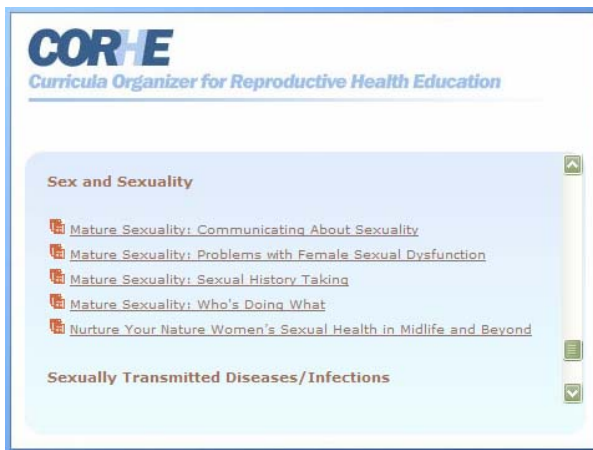 CORHE
Curricula Organizer for Reproductive Health Education
Sex and Sexuality
Mature Sexuality: Communicating About Sexuality
Mature Sexuality: Problems with Female Sexual Dysfunction
Mature Sexuality: Sexual History Taking
Mature Sexuality: Who's Doing What
Nurture Your Nature Women's Sexual Health in Midlife and Beyond
Sexually Transmitted Diseases/Infections